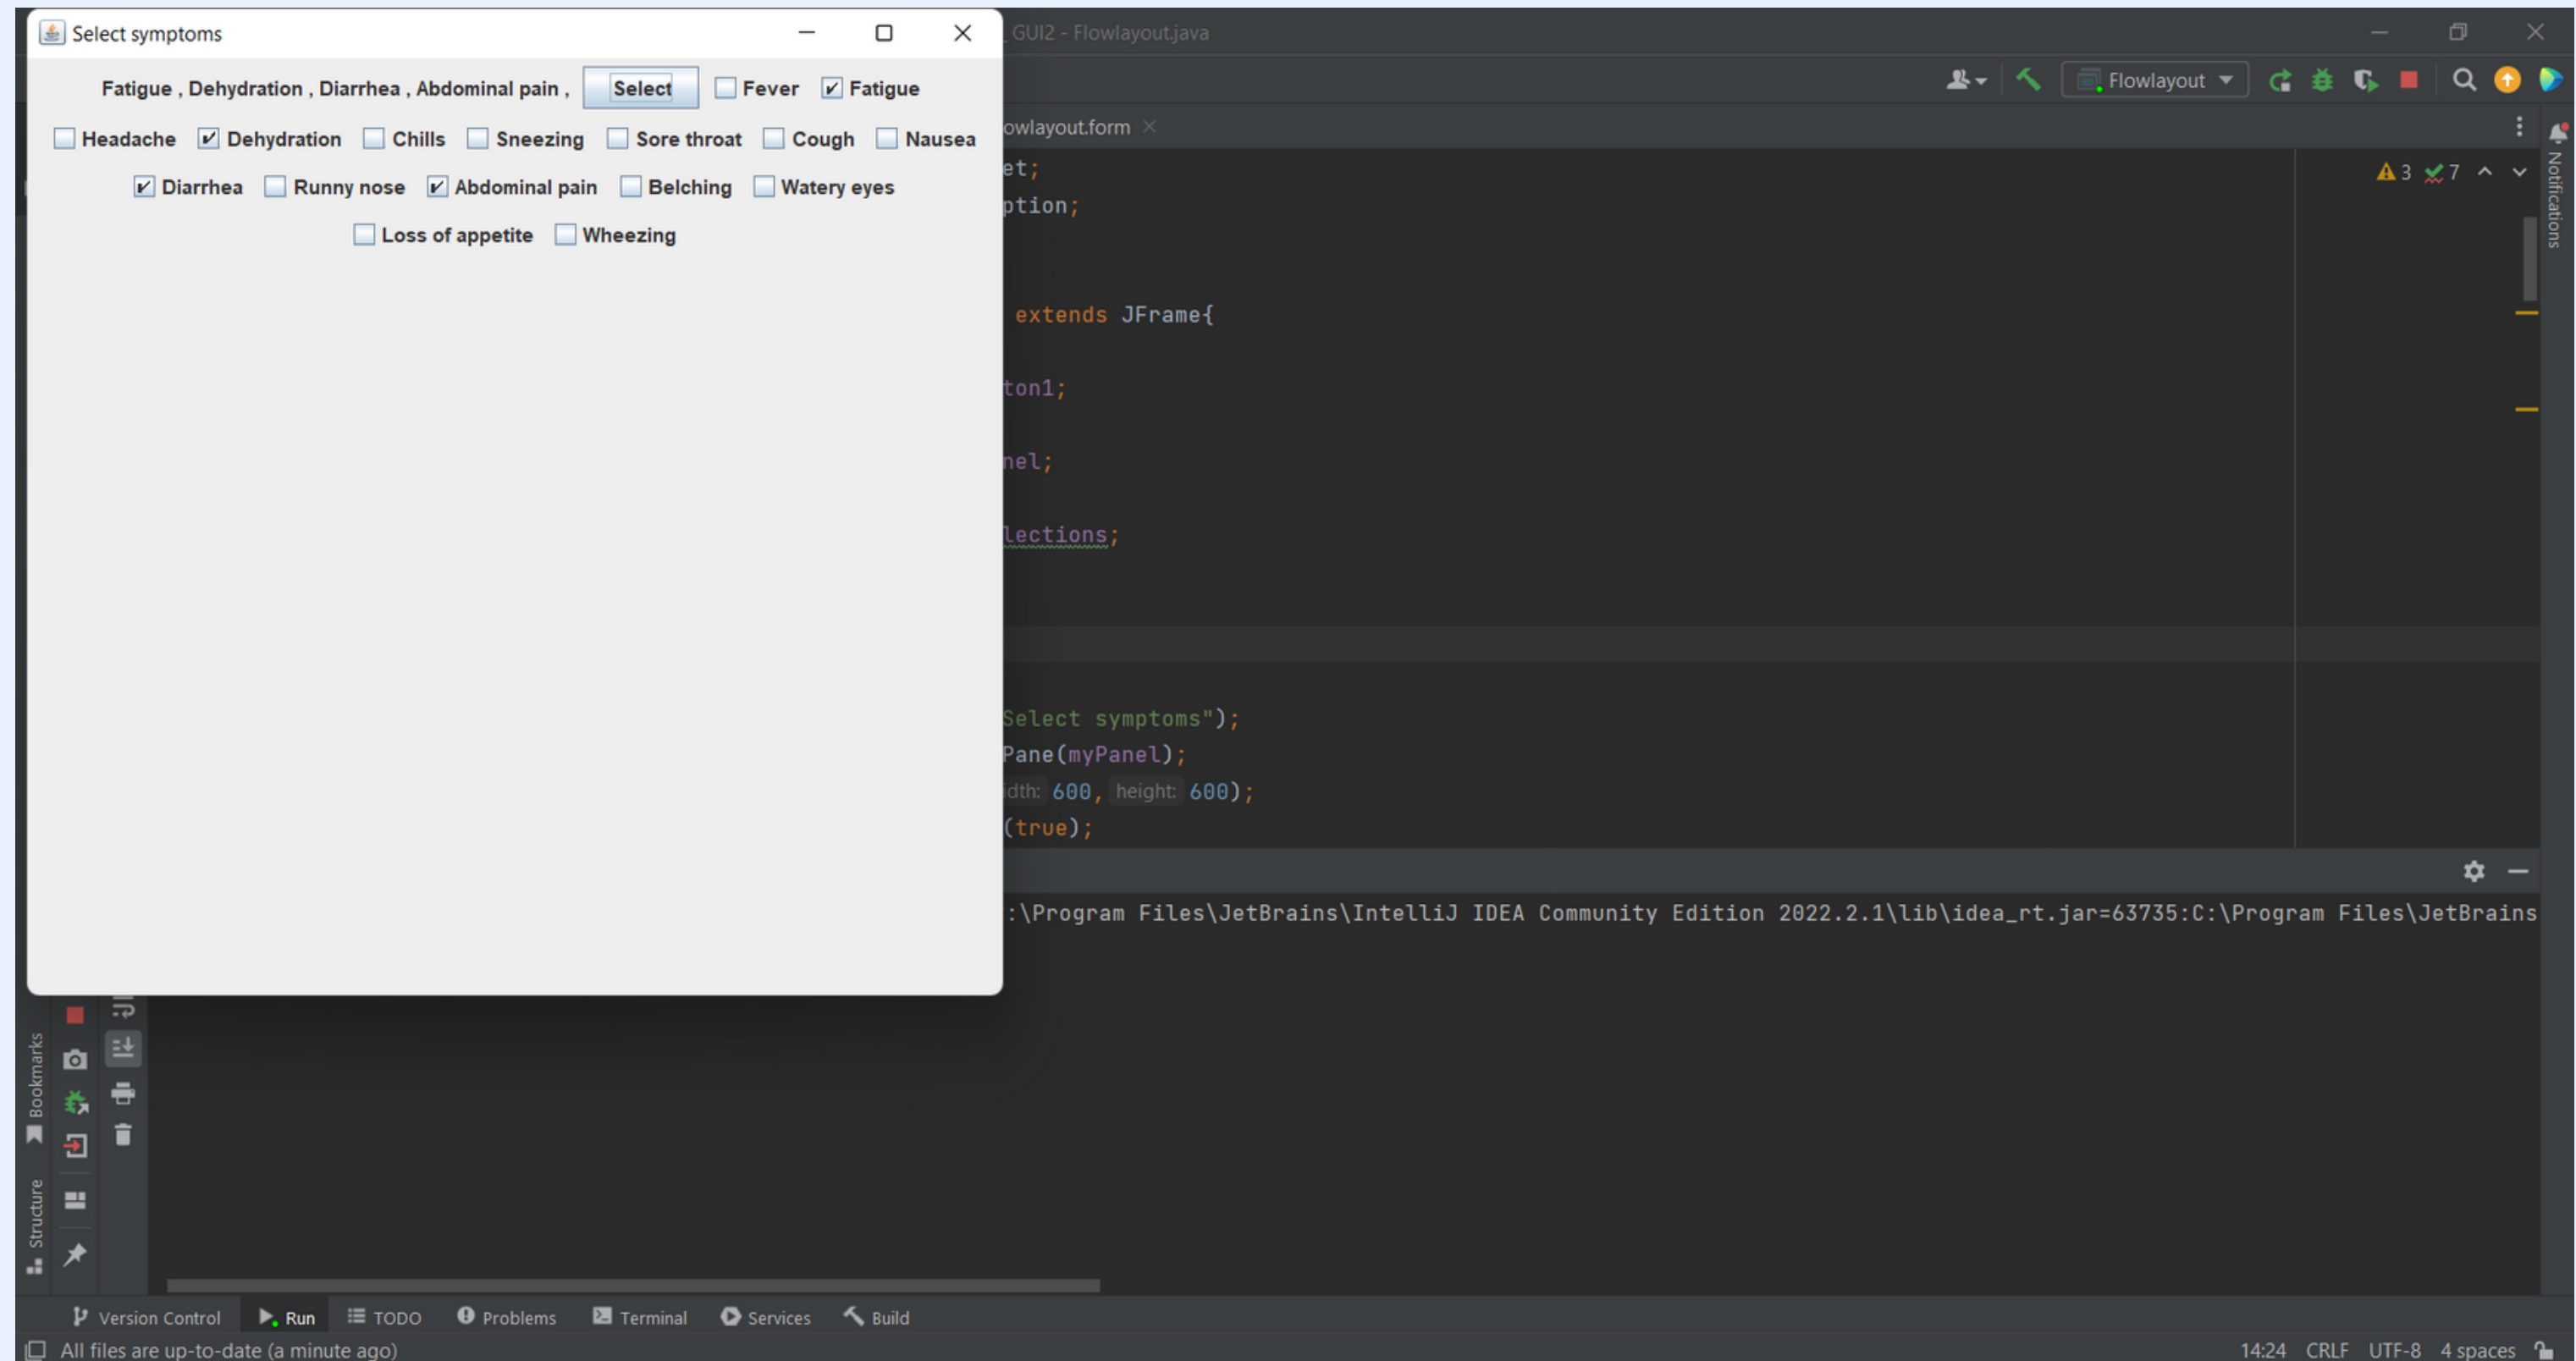 Select symptoms
GUI2 - Flowlayout.java
Fatigue , Dehydration , Diarrhea , Abdominal pain , Select Fever Fatigue
Flowlayout
Headache Dehydration Chills Sneezing Sore throat Cough Nausea
owlayout.form
Diarrhea Runny nose Abdominal pain Belching Watery eyes
Loss of appetite Wheezing
et;
3 7
Notifications
ption;
extends JFrame{
ton1;
nel;
lections;
Select symptoms");
Pane(myPanel);
idth: 600, height: 600);
(true);
:\Program Files\JetBrains\IntelliJ IDEA Community Edition 2022.2.1\lib\idea_rt.jar=63735:C:\Program Files\JetBrains
Bookmarks
Structure
Version Control Run TODO Problems Terminal Services Build
All files are up-to-date (a minute ago)
14:24 CRLF UTF-8 4 spaces